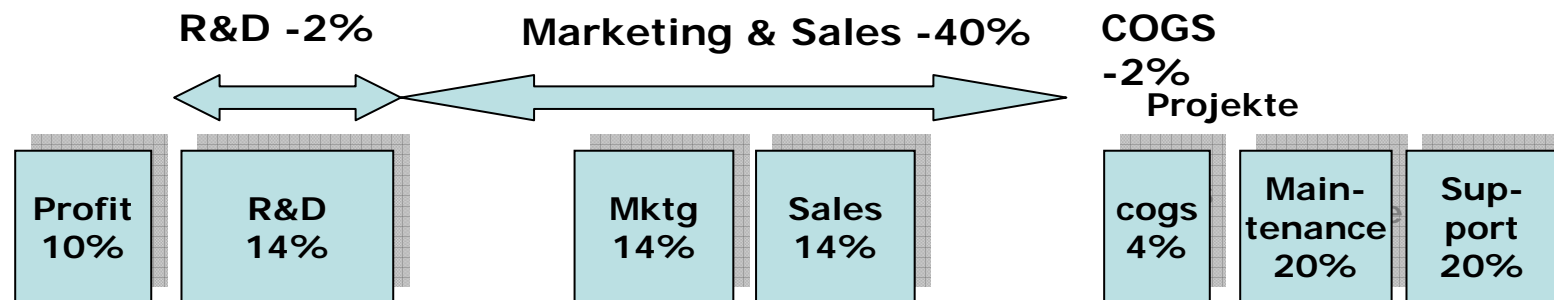 R&D -2%
Marketing & Sales -40%
COGS
-2%
Projekte
Profit
10%
R&D
14%
Mktg
14%
Sales
14%
cogs
4%
Main-
tenance
20%
Sup-
port
20%